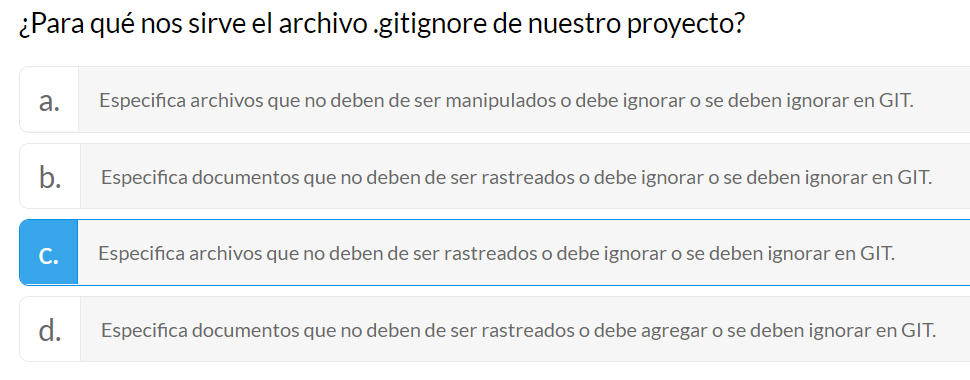 ¿Para qué nos sirve el archivo .gitignore de nuestro proyecto?
a. Especifica archivos que no deben de ser manipulados o debe ignorar o se deben ignorar en GIT.
b. Especifica documentos que no deben de ser rastreados o debe ignorar o se deben ignorar en GIT.
c. Especifica archivos que no deben de ser rastreados o debe ignorar o se deben ignorar en GIT.
d. Especifica documentos que no deben de ser rastreados o debe agregar o se deben ignorar en GIT.